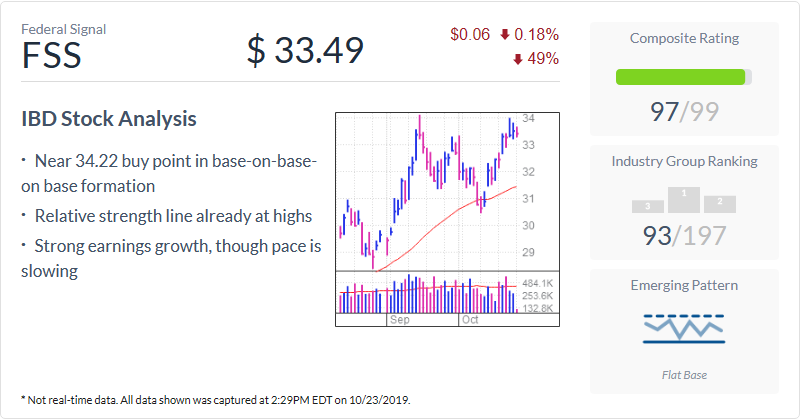 Federal Signal
FSS
$ 33.49
$0.06 0.18%
49%
IBD Stock Analysis
· Near 34.22 buy point in base-on-base-
on base formation
· Relative strength line already at highs
· Strong earnings growth, though pace is
slowing
34
33
32
31
30
29
484.1K
253.6K
132.8K
Sep
Oct
Composite Rating
97/99
Industry Group Ranking
3
1
2
93/197
Emerging Pattern
Flat Base
* Not real-time data. All data shown was captured at 2:29PM EDT on 10/23/2019.